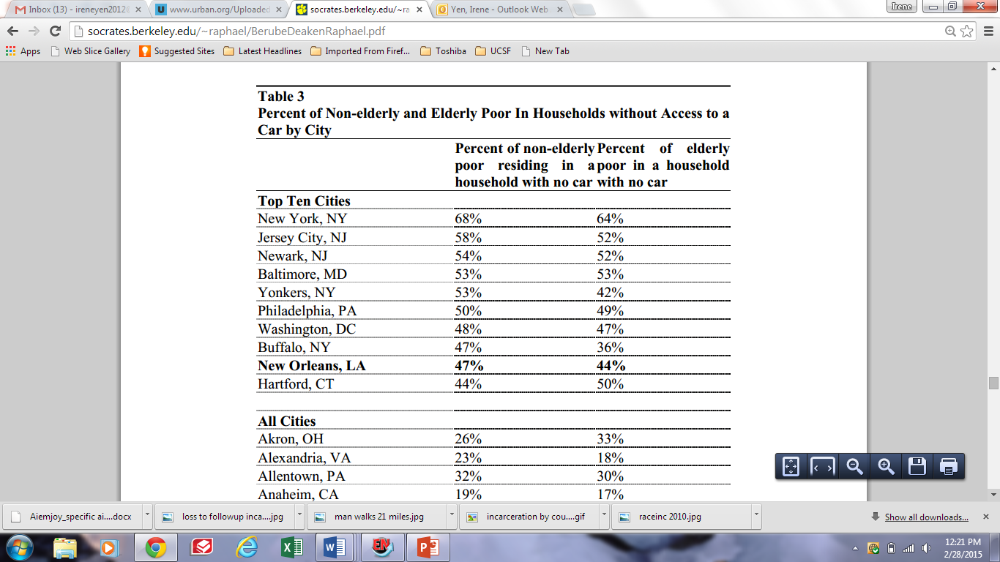 Inbox (13) - ireneyen2012@
www.urban.org/Uploaded
socrates.berkeley.edu/~ra
Yen, Irene - Outlook Web
Irene
socrates.berkeley.edu/~raphael/BerubeDeakenRaphael.pdf
Apps Web Slice Gallery Suggested Sites Latest Headlines Imported From Firef... Toshiba UCSF New Tab
Table 3
Percent of Non-elderly and Elderly Poor In Households without Access to a
Car by City
Percent of non-elderly Percent of elderly
poor residing in a poor in a household
household with no car with no car
Top Ten Cities
New York, NY 68% 64%
Jersey City, NJ 58% 52%
Newark, NJ 54% 52%
Baltimore, MD 53% 53%
Yonkers, NY 53% 42%
Philadelphia, PA 50% 49%
Washington, DC 48% 47%
Buffalo, NY 47% 36%
New Orleans, LA 47% 44%
Hartford, CT 44% 50%
All Cities
Akron, OH 26% 33%
Alexandria, VA 23% 18%
Allentown, PA 32% 30%
Anaheim, CA 19% 17%
Aiemjoy_specific ai....docx loss to followup inca....jpg man walks 21 miles.jpg incarceration by cou....gif raceinc 2010.jpg Show all downloads...
12:21 PM
2/28/2015